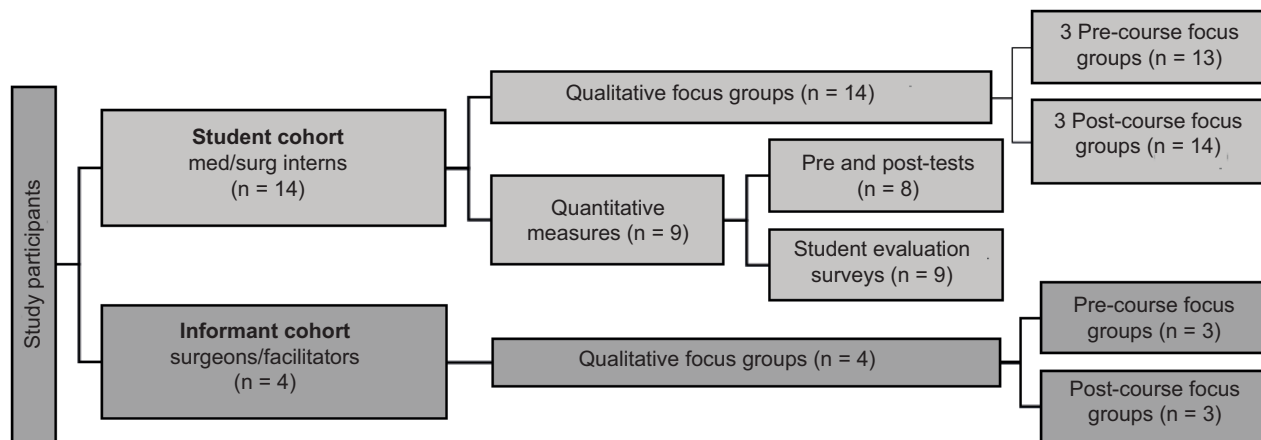 Study participants
Student cohort
med/surg interns
(n = 14)
Qualitative focus groups (n = 14)
3 Pre-course focus
groups (n = 13)
3 Post-course focus
groups (n = 14)
Quantitative
measures (n = 9)
Pre and post-tests
(n = 8)
Student evaluation
surveys (n = 9)
Informant cohort
surgeons/facilitators
(n = 4)
Qualitative focus groups (n = 4)
Pre-course focus
groups (n = 3)
Post-course focus
groups (n = 3)